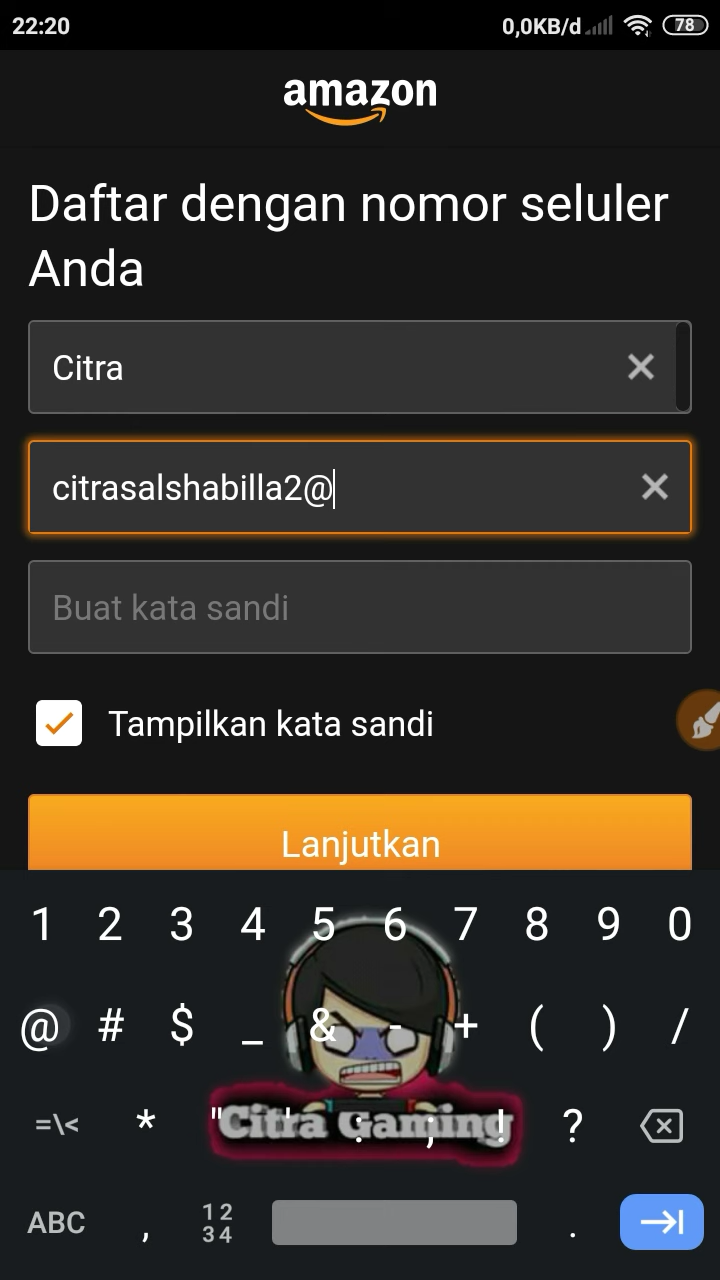 22:20 0,0KB/d 78
amazon
Daftar dengan nomor seluler
Anda
Citra
citrasalshabilla2@
Buat kata sandi
Tampilkan kata sandi
Lanjutkan
1 2 3 4 5 6 7 8 9 0
@ # $ _ & - + ( ) /
=\< * " ' : ; ! ?
Citra Gaming
ABC , 12 .
34